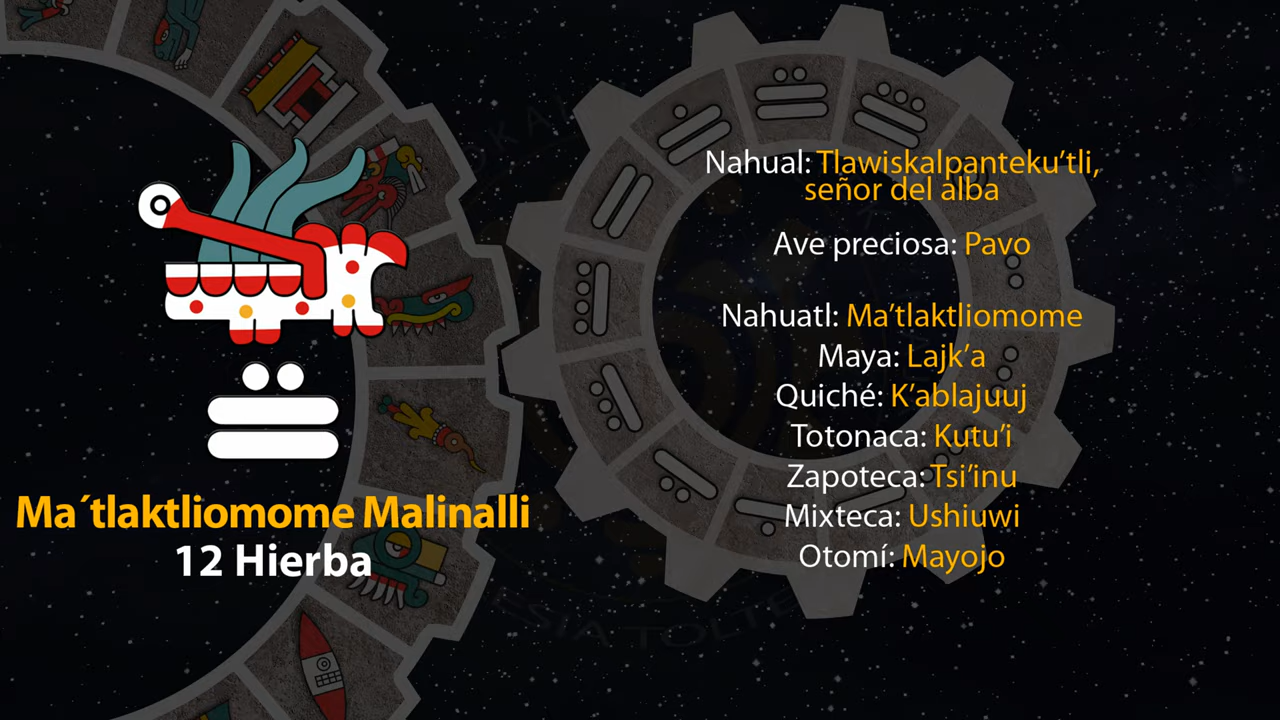 Nahual: Tlawiskalpanteku’tli,
señor del alba
Ave preciosa: Pavo
Nahuatl: Ma’tlaktliomome
Maya: Lajk’a
Quiché: K’ablajuuj
Totonaca: Kutu’i
Zapoteca: Tsi’inu
Mixteca: Ushiuwi
Otomí: Mayojo
Ma´tlaktliomome Malinalli
12 Hierba